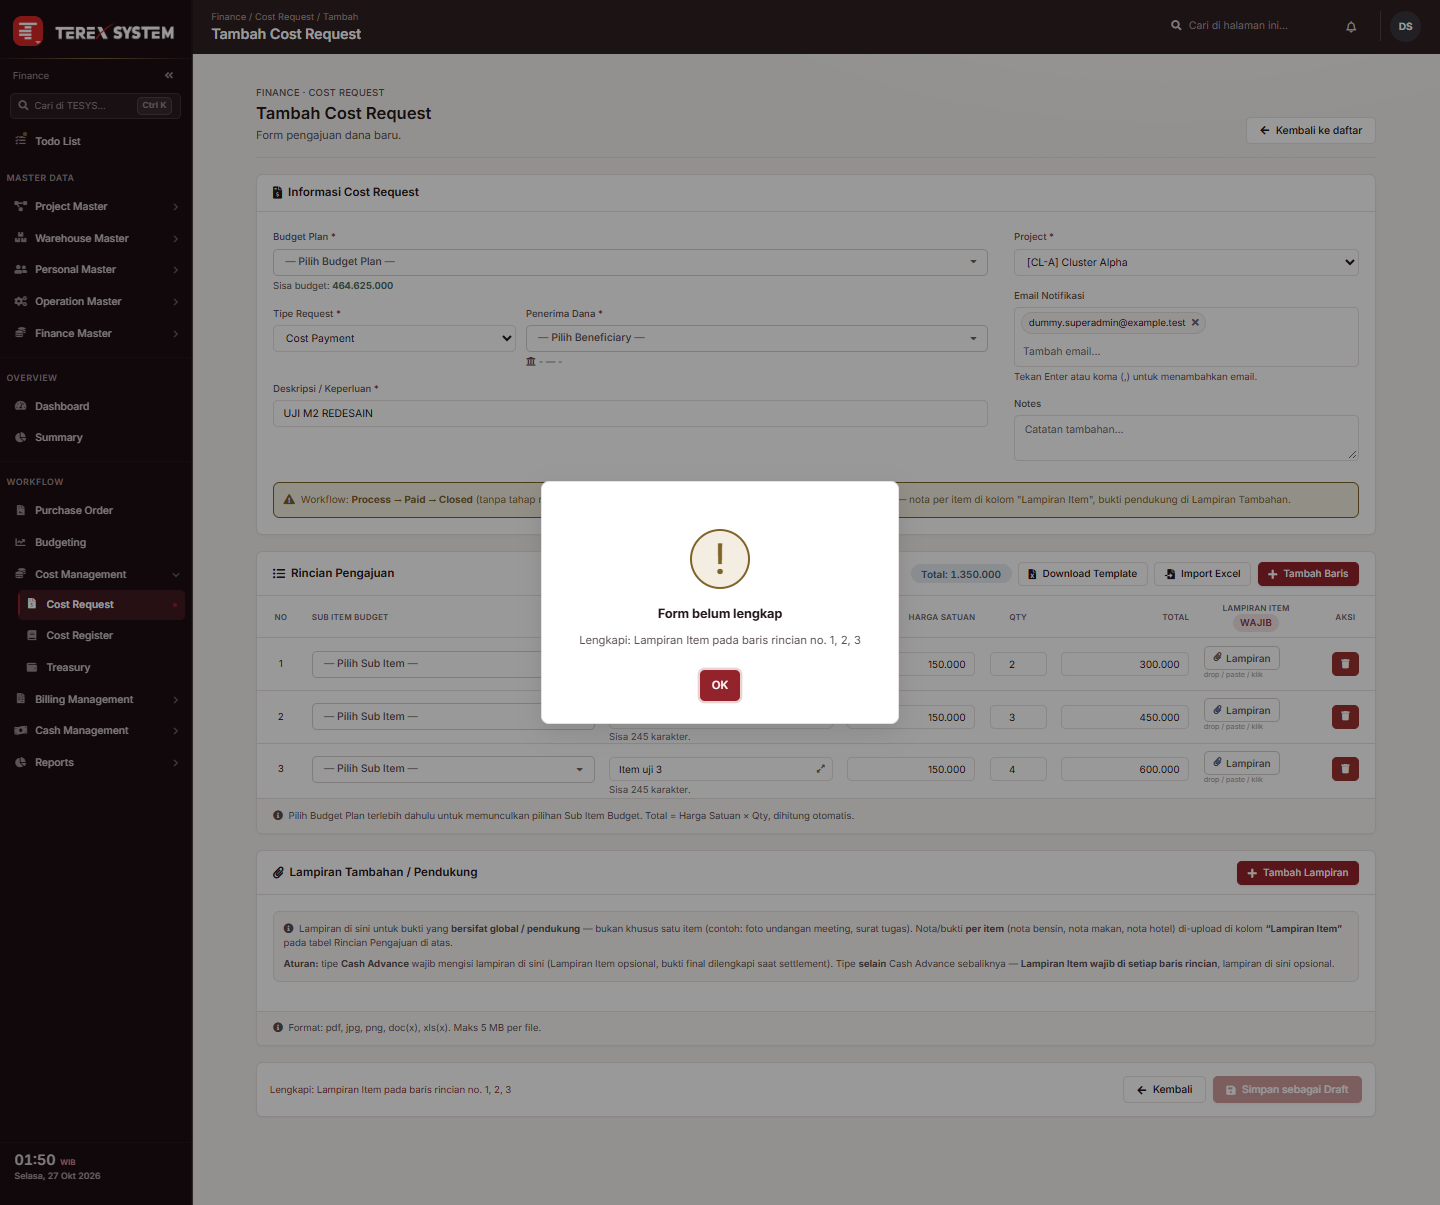 TEREX SYSTEM
Finance
Cari di TESYS...
Ctrl K
Todo List
MASTER DATA
Project Master
Warehouse Master
Personal Master
Operation Master
Finance Master
OVERVIEW
Dashboard
Summary
WORKFLOW
Purchase Order
Budgeting
Cost Management
Cost Request
Cost Register
Treasury
Billing Management
Cash Management
Reports
01:50 WIB
Selasa, 27 Okt 2026
Finance / Cost Request / Tambah
Tambah Cost Request
Cari di halaman ini...
DS
FINANCE · COST REQUEST
Tambah Cost Request
Form pengajuan dana baru.
Kembali ke daftar
Informasi Cost Request
Budget Plan *
— Pilih Budget Plan —
Sisa budget: 464.625.000
Tipe Request *
Cost Payment
Penerima Dana *
— Pilih Beneficiary —
- — -
Deskripsi / Keperluan *
UJI M2 REDESAIN
Project *
[CL-A] Cluster Alpha
Email Notifikasi
dummy.superadmin@example.test
Tambah email...
Tekan Enter atau koma (,) untuk menambahkan email.
Notes
Catatan tambahan...
Workflow: Process → Paid → Closed (tanpa tahap
— nota per item di kolom "Lampiran Item", bukti pendukung di Lampiran Tambahan.
Form belum lengkap
Lengkapi: Lampiran Item pada baris rincian no. 1, 2, 3
OK
Rincian Pengajuan
Total: 1.350.000
Download Template
Import Excel
Tambah Baris
NO
SUB ITEM BUDGET
HARGA SATUAN
QTY
TOTAL
LAMPIRAN ITEM
WAJIB
AKSI
1
— Pilih Sub Item —
150.000
2
300.000
Lampiran
drop / paste / klik
2
— Pilih Sub Item —
Sisa 245 karakter.
150.000
3
450.000
Lampiran
drop / paste / klik
3
— Pilih Sub Item —
Item uji 3
Sisa 245 karakter.
150.000
4
600.000
Lampiran
drop / paste / klik
Pilih Budget Plan terlebih dahulu untuk memunculkan pilihan Sub Item Budget. Total = Harga Satuan × Qty, dihitung otomatis.
Lampiran Tambahan / Pendukung
Tambah Lampiran
Lampiran di sini untuk bukti yang bersifat global / pendukung — bukan khusus satu item (contoh: foto undangan meeting, surat tugas). Nota/bukti per item (nota bensin, nota makan, nota hotel) di-upload di kolom “Lampiran Item”
pada tabel Rincian Pengajuan di atas.
Aturan: tipe Cash Advance wajib mengisi lampiran di sini (Lampiran Item opsional, bukti final dilengkapi saat settlement). Tipe selain Cash Advance sebaliknya — Lampiran Item wajib di setiap baris rincian, lampiran di sini opsional.
Format: pdf, jpg, png, doc(x), xls(x). Maks 5 MB per file.
Lengkapi: Lampiran Item pada baris rincian no. 1, 2, 3
Kembali
Simpan sebagai Draft